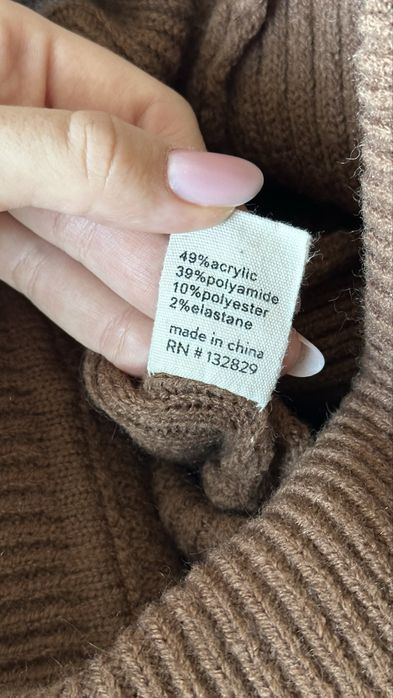 49%acrylic
39%polyamide
10%polyester
2%elastane
made in china
RN # 132829